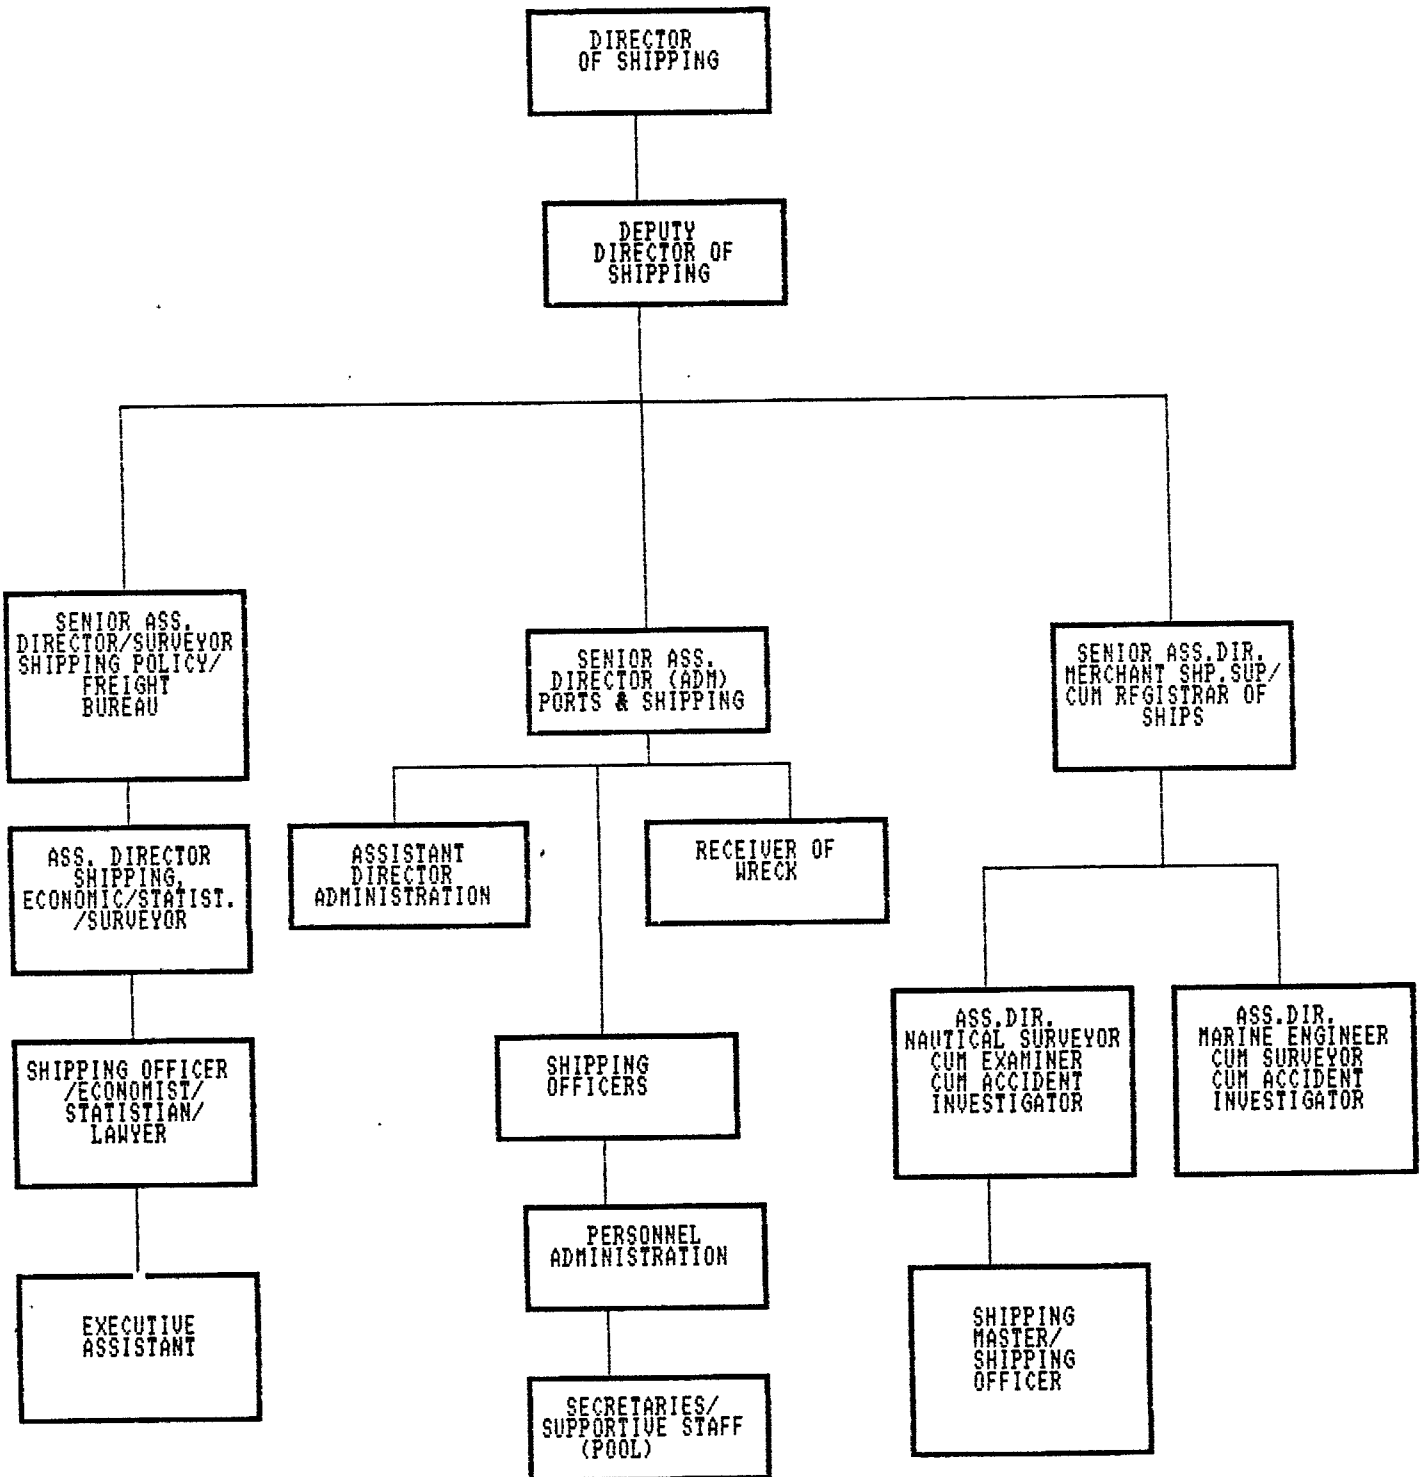 DIRECTOR
OF SHIPPING
DEPUTY
DIRECTOR OF
SHIPPING
SENIOR ASS.
DIRECTOR/SURVEYOR
SHIPPING POLICY/
FREIGHT
BUREAU
SENIOR ASS.
DIRECTOR (ADM)
PORTS & SHIPPING
SENIOR ASS.DIR.
MERCHANT SHP.SUP/
CUM RFGISTRAR OF
SHIPS
ASS. DIRECTOR
SHIPPING,
ECONOMIC/STATIST.
/SURVEYOR
ASSISTANT
DIRECTOR
ADMINISTRATION
RECEIVER OF
WRECK
SHIPPING OFFICER
/ECONOMIST/
STATISTIAN/
LAWYER
SHIPPING
OFFICERS
ASS.DIR.
NAUTICAL SURVEYOR
CUM EXAMINER
CUM ACCIDENT
INVESTIGATOR
ASS.DIR.
MARINE ENGINEER
CUM SURVEYOR
CUM ACCIDENT
INVESTIGATOR
EXECUTIVE
ASSISTANT
PERSONNEL
ADMINISTRATION
SHIPPING
MASTER/
SHIPPING
OFFICER
SECRETARIES/
SUPPORTIVE STAFF
(POOL)